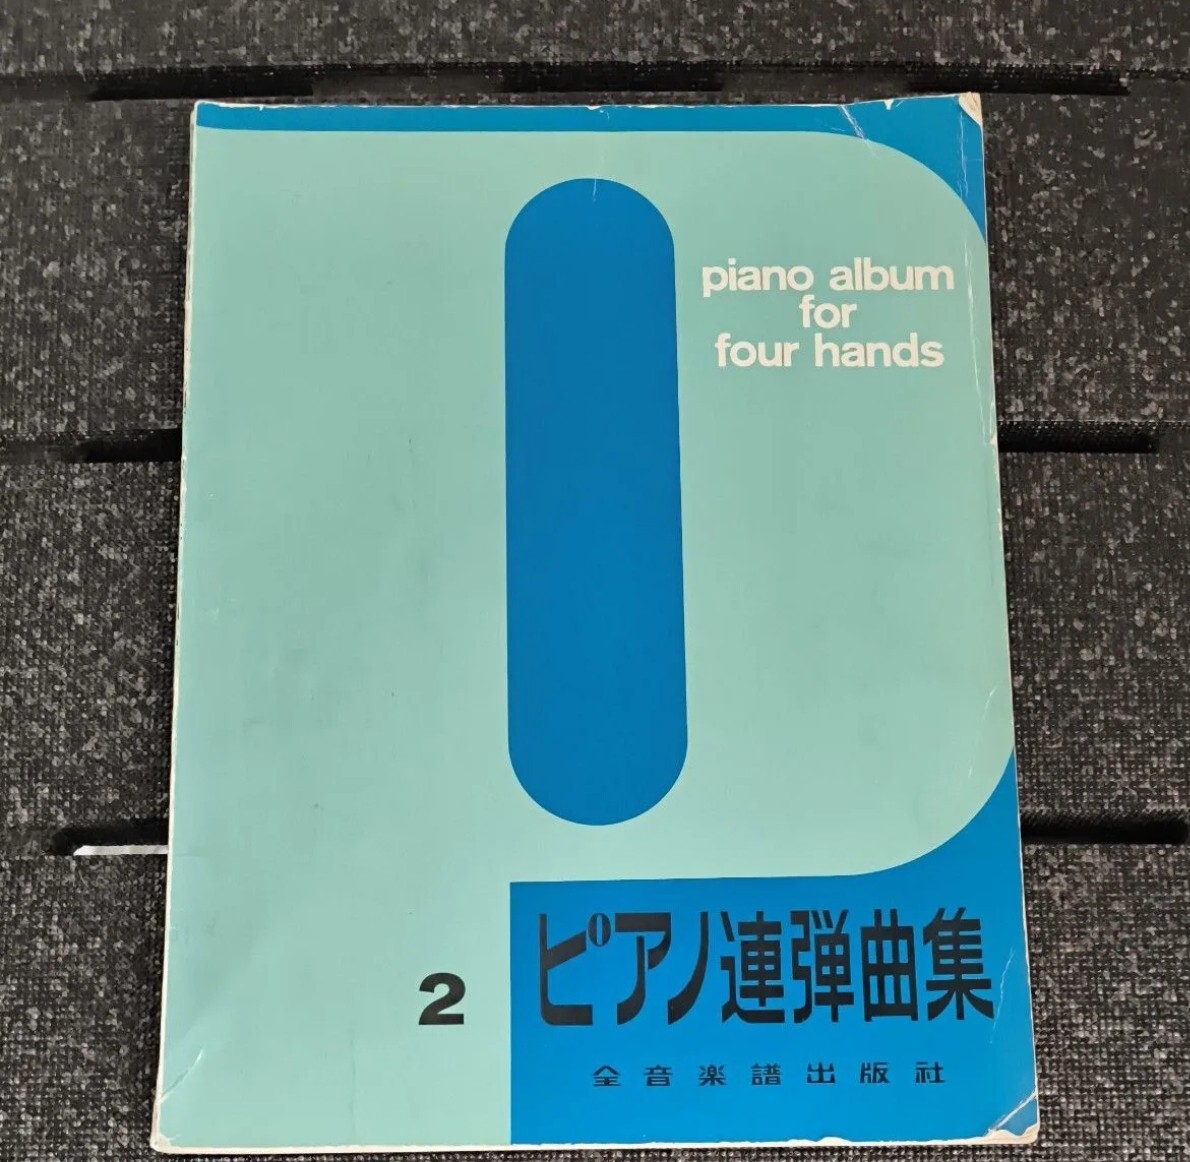 piano album
for
four hands
2
ピアノ連弾曲集
全音楽譜出版社